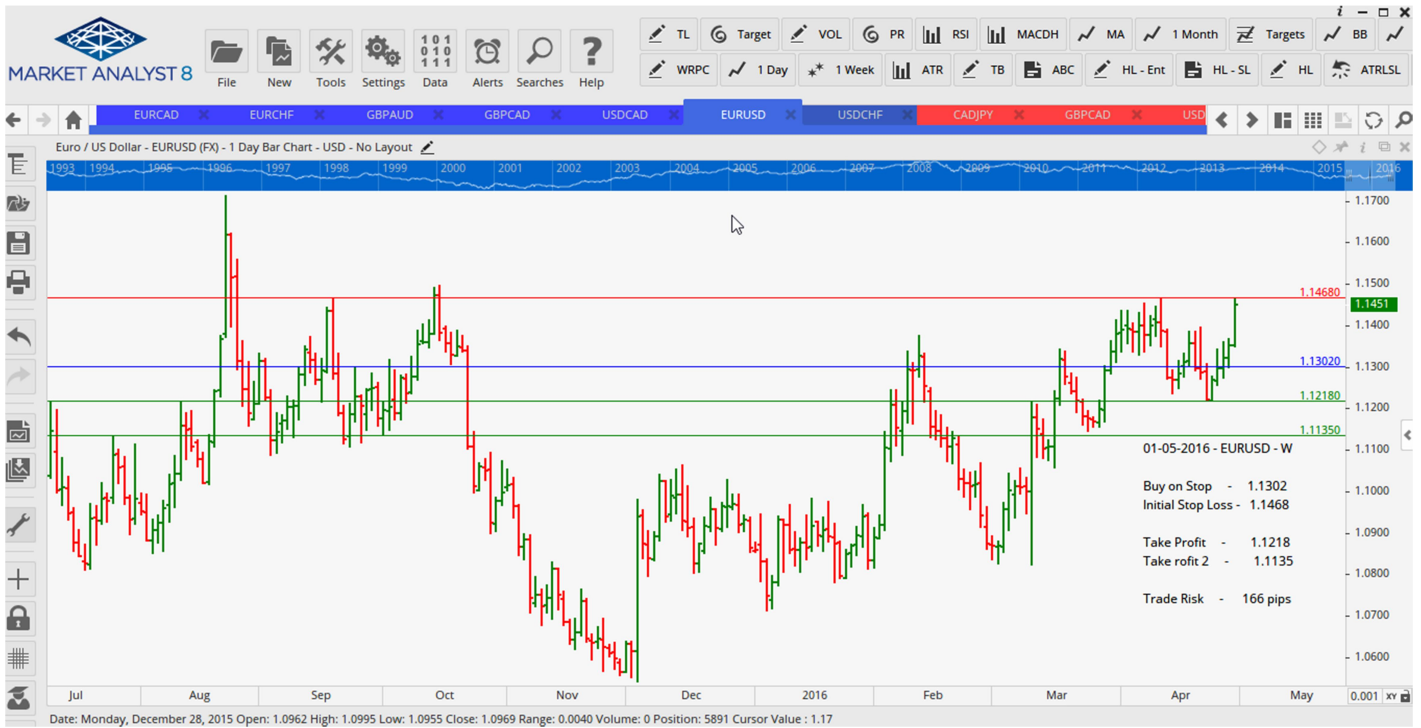 MARKET ANALYST 8
File New Tools Settings Data Alerts Searches Help
101
010
111
TL Target VOL PR RSI MACDH MA 1 Month Targets BB
WRPC 1 Day 1 Week ATR TB ABC HL - Ent HL - SL HL ATRLSL
EURCAD EURCHF GBPAUD GBPCAD USDCAD EURUSD USDCHF CADJPY GBPCAD USD
Euro / US Dollar - EURUSD (FX) - 1 Day Bar Chart - USD - No Layout
1993 1994 1995 1996 1997 1998 1999 2000 2001 2002 2003 2004 2005 2006 2007 2008 2009 2010 2011 2012 2013 2014 2015 2016
1.1700
1.1600
1.1500
1.14680
1.1451
1.1400
1.13020
1.1300
1.12180
1.1200
1.11350
1.1100
01-05-2016 - EURUSD - W
Buy on Stop - 1.1302
1.1000
Initial Stop Loss - 1.1468
1.0900
Take Profit - 1.1218
Take rofit 2 - 1.1135
1.0800
Trade Risk - 166 pips
1.0700
1.0600
Jul Aug Sep Oct Nov Dec 2016 Feb Mar Apr May 0.001 XY
Date: Monday, December 28, 2015 Open: 1.0962 High: 1.0995 Low: 1.0955 Close: 1.0969 Range: 0.0040 Volume: 0 Position: 5891 Cursor Value : 1.17